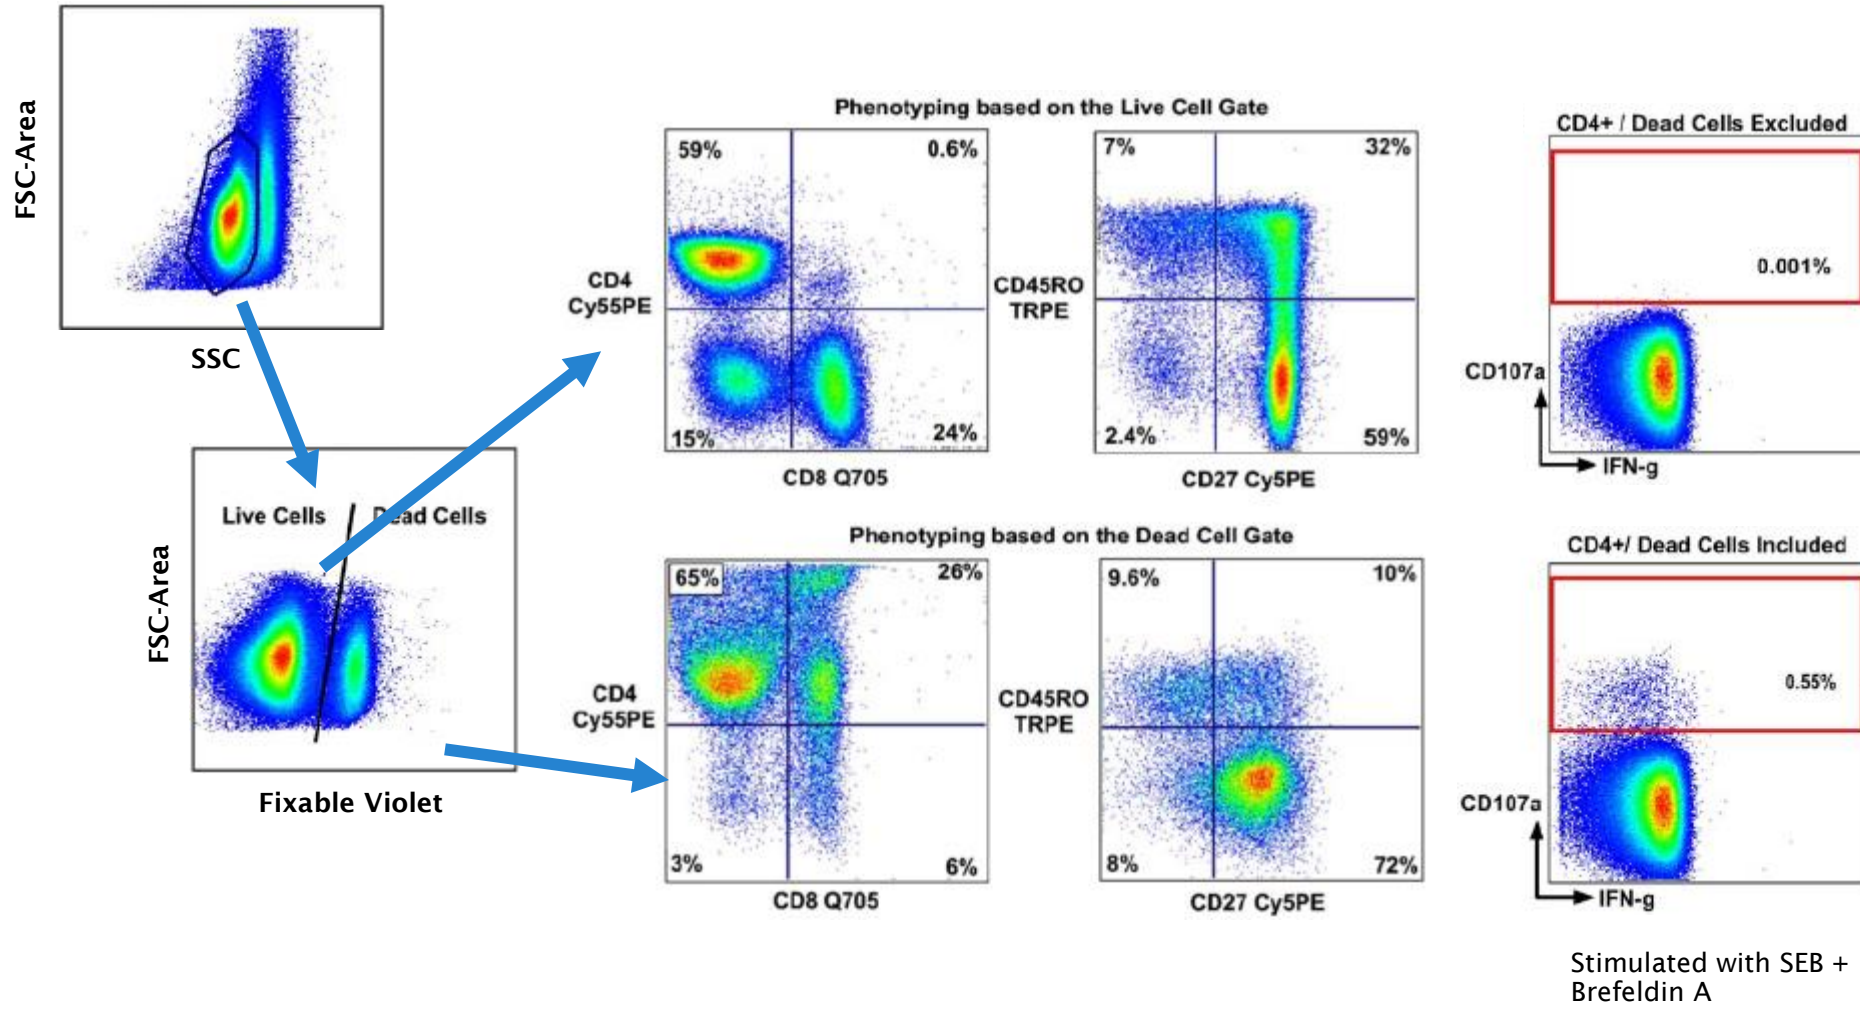 FSC-Area
SSC
Live Cells
Dead Cells
FSC-Area
Fixable Violet
Phenotyping based on the Live Cell Gate
59%
0.6%
CD4
Cy55PE
15%
24%
CD8 Q705
7%
32%
CD45RO
TRPE
2.4%
59%
CD27 Cy5PE
CD4+ / Dead Cells Excluded
0.001%
CD107a
IFN-g
Phenotyping based on the Dead Cell Gate
65%
26%
CD4
Cy55PE
3%
6%
CD8 Q705
9.6%
10%
CD45RO
TRPE
8%
72%
CD27 Cy5PE
CD4+/ Dead Cells Included
0.55%
CD107a
IFN-g
Stimulated with SEB +
Brefeldin A